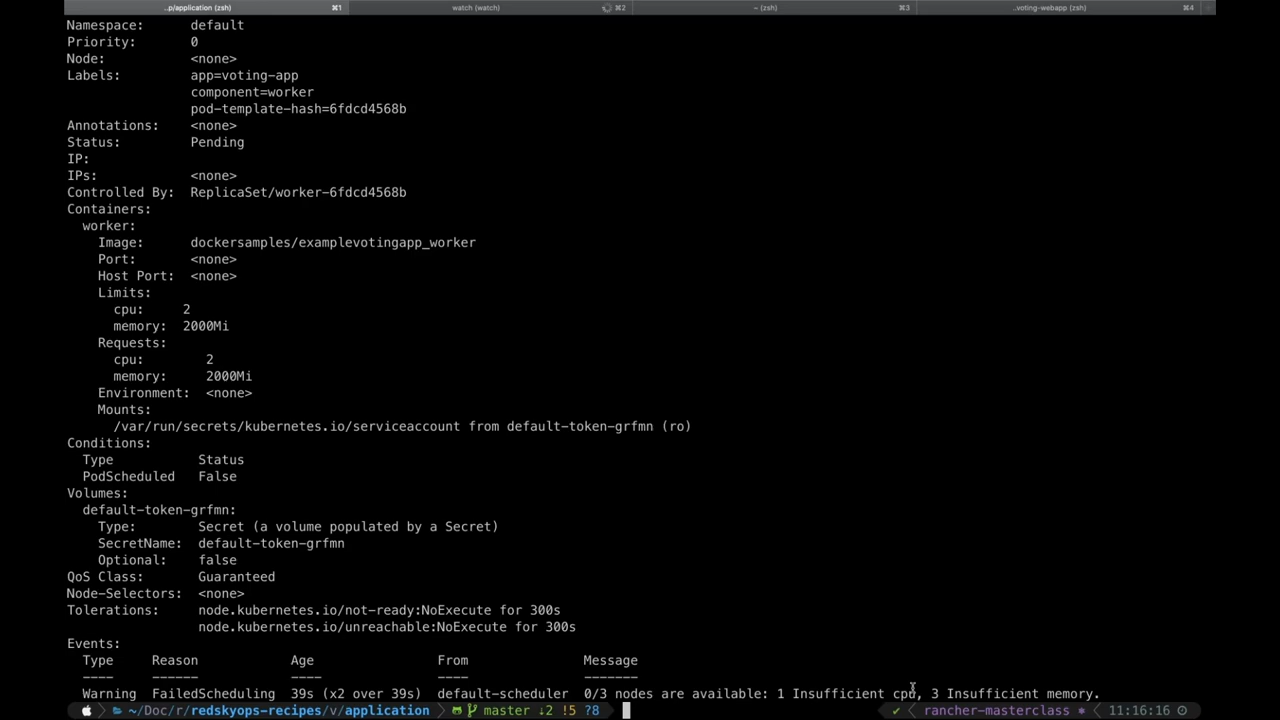 ..p/application (zsh) ⌘1 watch (watch) ⌘2 ~ (zsh) ⌘3 ..voting-webapp (zsh) ⌘4
Namespace: default
Priority: 0
Node: <none>
Labels: app=voting-app
component=worker
pod-template-hash=6fdcd4568b
Annotations: <none>
Status: Pending
IP:
IPs: <none>
Controlled By: ReplicaSet/worker-6fdcd4568b
Containers:
worker:
Image: dockersamples/examplevotingapp_worker
Port: <none>
Host Port: <none>
Limits:
cpu: 2
memory: 2000Mi
Requests:
cpu: 2
memory: 2000Mi
Environment: <none>
Mounts:
/var/run/secrets/kubernetes.io/serviceaccount from default-token-grfmn (ro)
Conditions:
Type Status
PodScheduled False
Volumes:
default-token-grfmn:
Type: Secret (a volume populated by a Secret)
SecretName: default-token-grfmn
Optional: false
QoS Class: Guaranteed
Node-Selectors: <none>
Tolerations: node.kubernetes.io/not-ready:NoExecute for 300s
node.kubernetes.io/unreachable:NoExecute for 300s
Events:
Type Reason Age From Message
---- ------ ---- ---- -------
Warning FailedScheduling 39s (x2 over 39s) default-scheduler 0/3 nodes are available: 1 Insufficient cpu, 3 Insufficient memory.
~/Doc/r/redskyops-recipes/v/application master ↓2 !5 ?8 ✔ rancher-masterclass 11:16:16